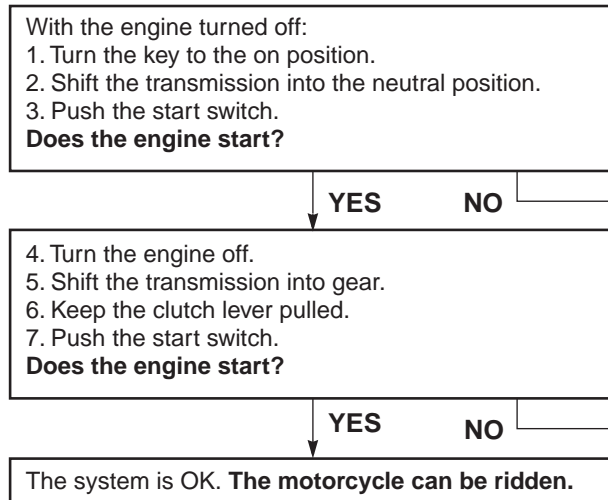 With the engine turned off:
1. Turn the key to the on position.
2. Shift the transmission into the neutral position.
3. Push the start switch.
Does the engine start?
YES NO
4. Turn the engine off.
5. Shift the transmission into gear.
6. Keep the clutch lever pulled.
7. Push the start switch.
Does the engine start?
YES NO
The system is OK. The motorcycle can be ridden.